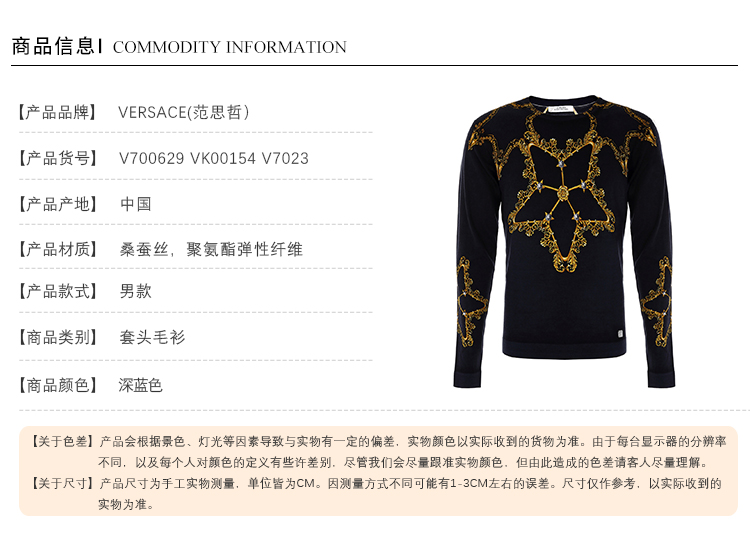 商品信息| COMMODITY INFORMATION
【产品品牌】 VERSACE(范思哲）
【产品货号】 V700629 VK00154 V7023
【产品产地】 中国
【产品材质】 桑蚕丝，聚氨酯弹性纤维
【产品款式】 男款
【商品类别】 套头毛衫
【商品颜色】 深蓝色
【关于色差】产品会根据景色、灯光等因素导致与实物有一定的偏差，实物颜色以实际收到的货物为准。由于每台显示器的分辨率
不同，以及每个人对颜色的定义有些许差别，尽管我们会尽量跟准实物颜色，但由此造成的色差请客人尽量理解。
【关于尺寸】产品尺寸为手工实物测量，单位皆为CM。因测量方式不同可能有1-3CM左右的误差。尺寸仅作参考，以实际收到的
实物为准。